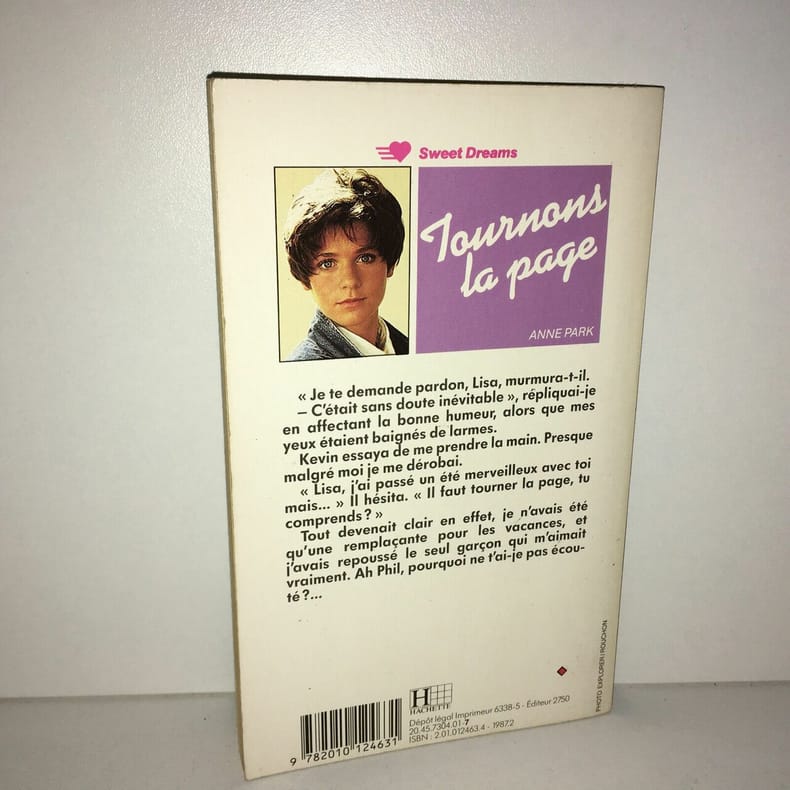 Sweet Dreams
Tournons
la page
ANNE PARK
« Je te demande pardon, Lisa, murmura-t-il.
— C'était sans doute inévitable », répliquai-je
en affectant la bonne humeur, alors que mes
yeux étaient baignés de larmes.
Kevin essaya de me prendre la main. Presque
malgré moi je me dérobai.
« Lisa, j'ai passé un été merveilleux avec toi
mais... » Il hésita. « Il faut tourner la page, tu
comprends ? »
Tout devenait clair en effet, je n'avais été
qu'une remplaçante pour les vacances, et
j'avais repoussé le seul garçon qui m'aimait
vraiment. Ah Phil, pourquoi ne t'ai-je pas écou-
té ?...
PHOTO EXPLORER/ROUCHON
H
HACHETTE
Dépôt légal Imprimeur 6338-5 - Éditeur 2750
20.45.7304.01-7
ISBN : 2.01.012463.4 - 1987.2
9 782010 124631